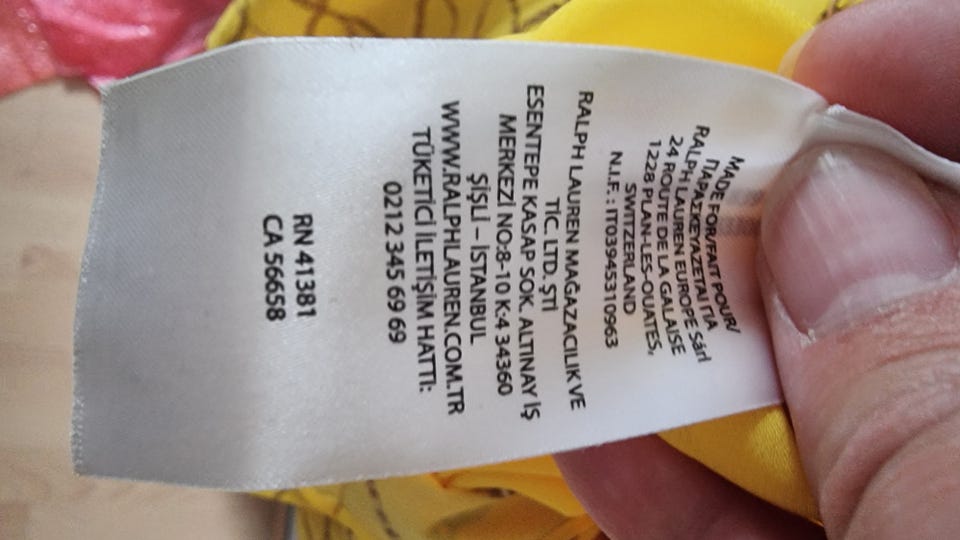 MADE FOR/FAIT POUR/
ΠΑΡΑΣΚΕΥΑΖΕΤΑΙ ΓΙΑ
RALPH LAUREN EUROPE Sárl
24 ROUTE DE LA GALAISE
1228 PLAN-LES-OUATES,
SWITZERLAND
N.I.F. : IT03945310963
RALPH LAUREN MAĞAZACILIK VE
TİC. LTD. ŞTİ
ESENTEPE KASAP SOK. ALTINAY İŞ
MERKEZİ NO:8-10 K:4 34360
ŞİŞLİ – İSTANBUL
WWW.RALPHLAUREN.COM.TR
TÜKETİCİ İLETİŞİM HATTI:
0212 345 69 69
RN 41381
CA 56658